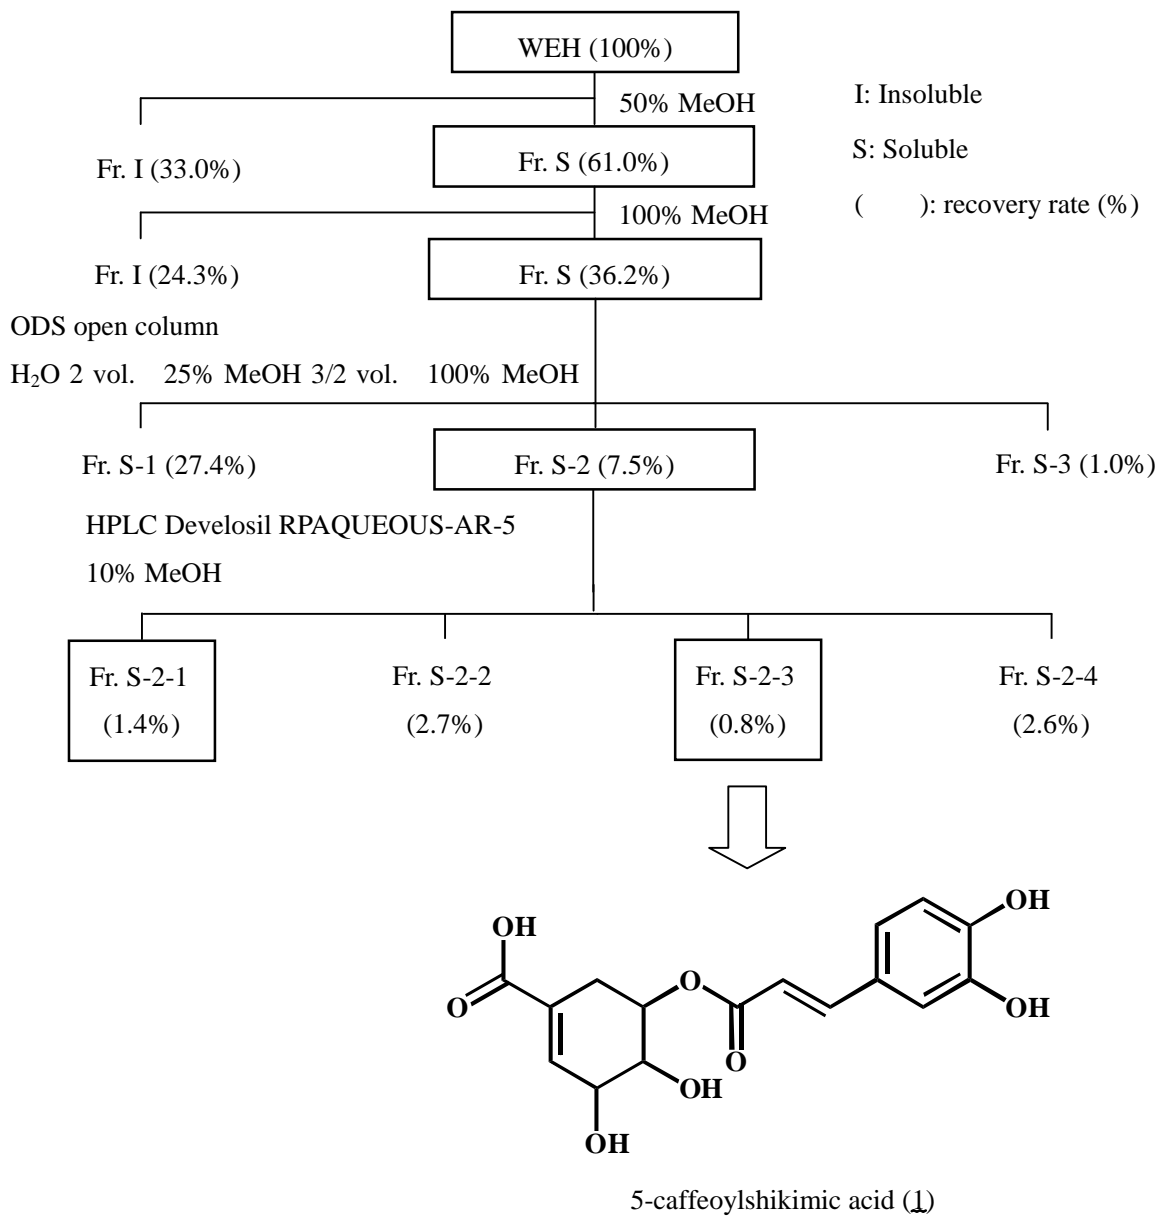 WEH (100%)
50% MeOH
I: Insoluble
S: Soluble
( ): recovery rate (%)
Fr. I (33.0%)
Fr. S (61.0%)
100% MeOH
Fr. I (24.3%)
Fr. S (36.2%)
ODS open column
H₂O 2 vol. 25% MeOH 3/2 vol. 100% MeOH
Fr. S-1 (27.4%)
Fr. S-2 (7.5%)
Fr. S-3 (1.0%)
HPLC Develosil RPAQUEOUS-AR-5
10% MeOH
Fr. S-2-1
(1.4%)
Fr. S-2-2
(2.7%)
Fr. S-2-3
(0.8%)
Fr. S-2-4
(2.6%)
OH
O
O
O
OH
OH
OH
OH
5-caffeoylshikimic acid (1)